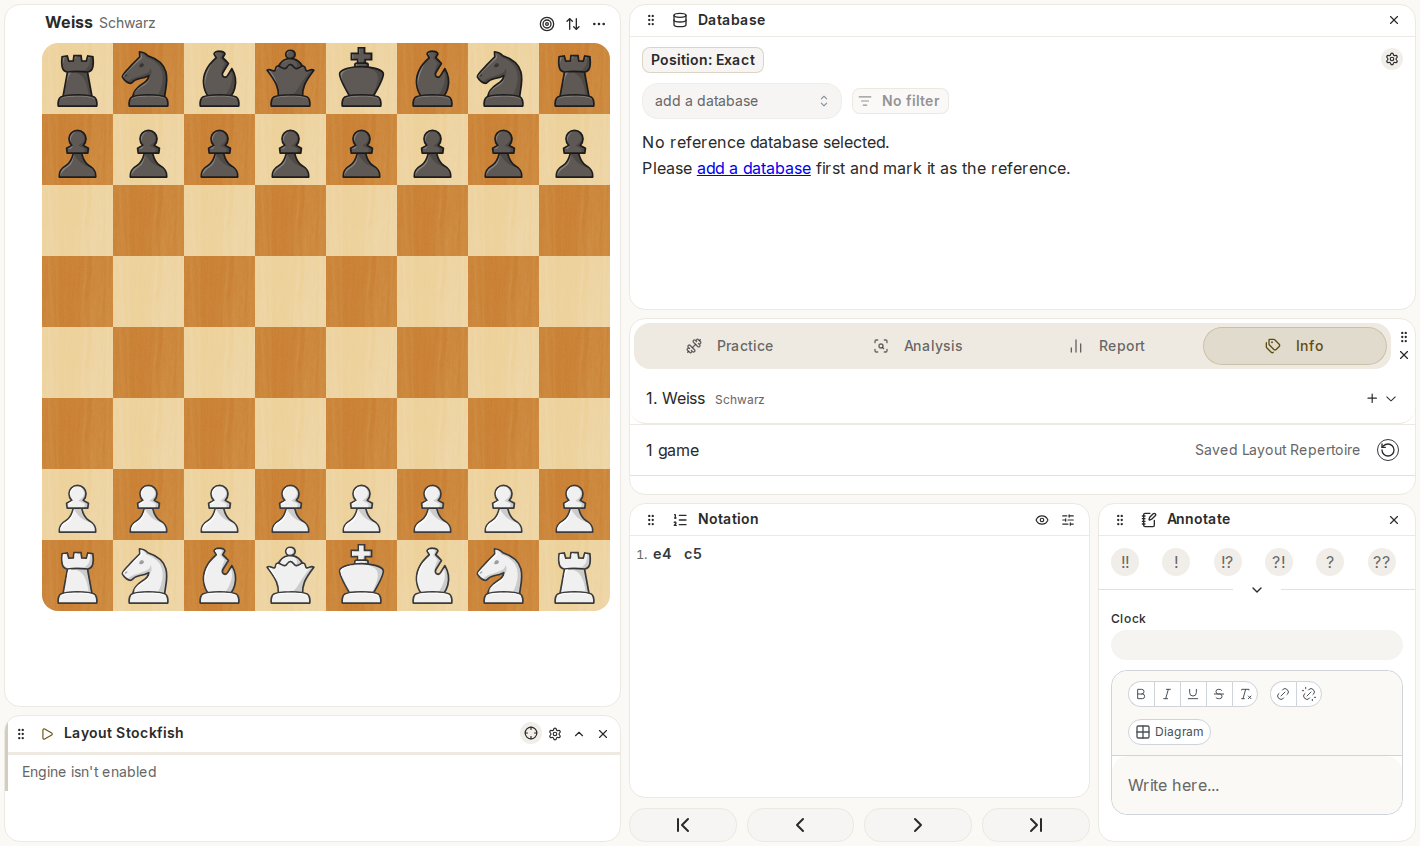 Weiss Schwarz
Database
Position: Exact
add a database
No filter
No reference database selected.
Please add a database first and mark it as the reference.
Practice
Analysis
Report
Info
1. Weiss Schwarz
1 game
Saved Layout Repertoire
Notation
1. e4 c5
Annotate
!!
!
!?
?!
?
??
Clock
B I U S Tx
Diagram
Write here...
Layout Stockfish
Engine isn't enabled